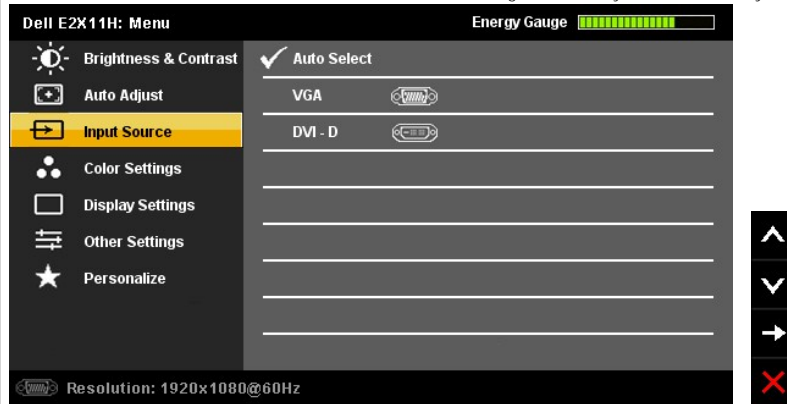 Dell E2X11H: Menu
Energy Gauge
Brightness & Contrast
Auto Adjust
Input Source
Color Settings
Display Settings
Other Settings
Personalize
Auto Select
VGA
DVI - D
Resolution: 1920x1080@60Hz